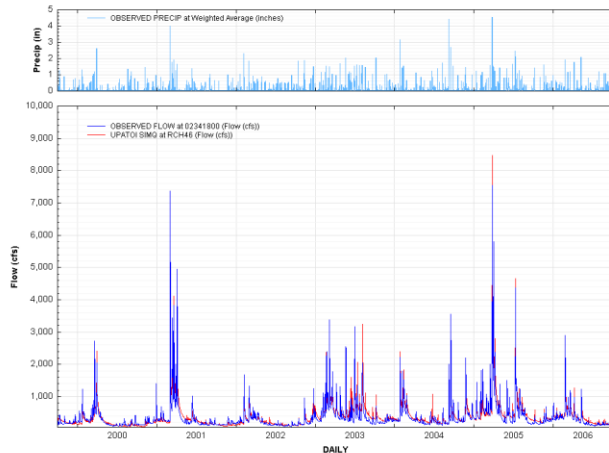 5
4
3
2
1
0
Precip (in)
OBSERVED PRECIP at Weighted Average (inches)
10,000
9,000
8,000
7,000
6,000
5,000
4,000
3,000
2,000
1,000
Flow (cfs)
OBSERVED FLOW at 02341800 (Flow (cfs))
UPATOI SIMQ at RCH46 (Flow (cfs))
2000 2001 2002 2003 2004 2005 2006
DAILY